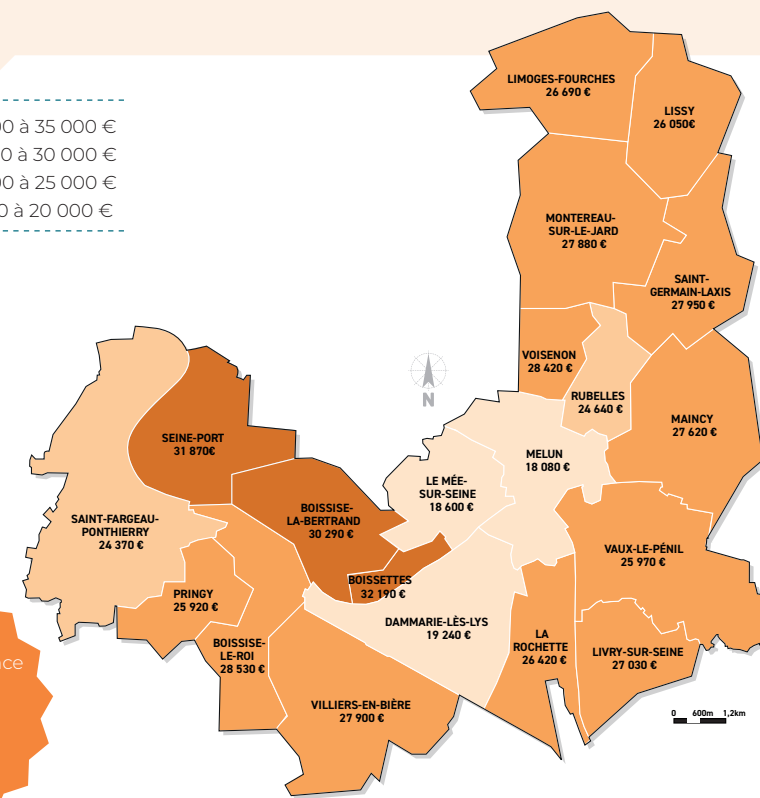 à 35 000 €
à 30 000 €
à 25 000 €
à 20 000 €
LIMOGES-FOURCHES
26 690 €
LISSY
26 050€
MONTEREAU-
SUR-LE-JARD
27 880 €
SAINT-
GERMAIN-LAXIS
27 950 €
VOISENON
28 420 €
RUBELLES
24 640 €
MAINCY
27 620 €
N
SEINE-PORT
31 870€
MELUN
18 080 €
LE MÉE-
SUR-SEINE
18 600 €
BOISSISE-
LA-BERTRAND
30 290 €
SAINT-FARGEAU-
PONTHIERRY
24 370 €
VAUX-LE-PÉNIL
25 970 €
BOISSETTES
32 190 €
PRINGY
25 920 €
DAMMARIE-LÈS-LYS
19 240 €
BOISSISE-
LE-ROI
28 530 €
LA
ROCHETTE
26 420 €
LIVRY-SUR-SEINE
27 030 €
VILLIERS-EN-BIÈRE
27 900 €
0 600m 1,2km